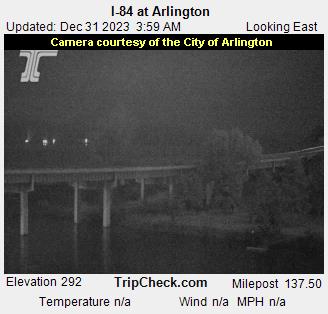 I-84 at Arlington
Updated: Dec 31 2023 3:59 AM Looking East
Camera courtesy of the City of Arlington
Elevation 292 TripCheck.com Milepost 137.50
Temperature n/a Wind n/a MPH n/a